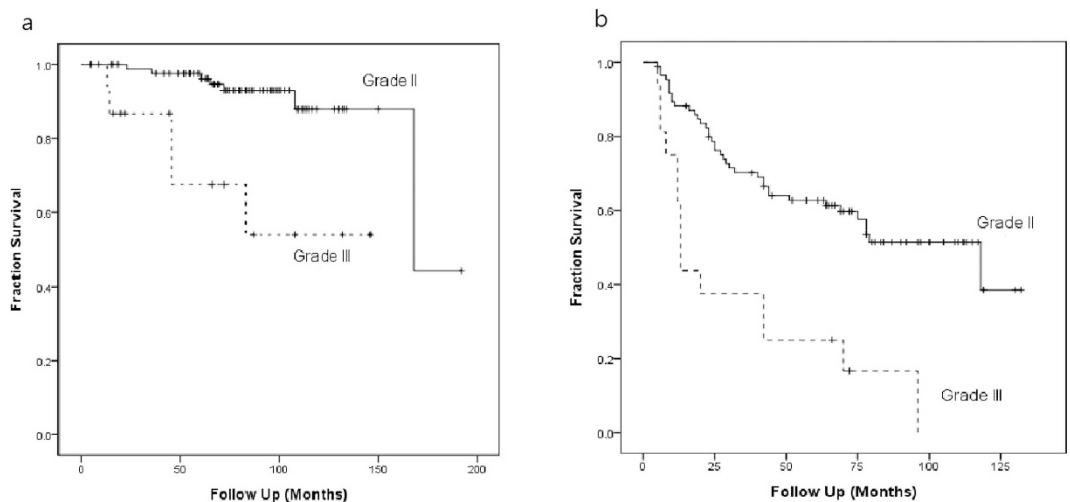 a
Fraction Survival
1.0
0.8
0.6
0.4
0.2
0.0
Grade II
Grade III
0
50
100
150
200
Follow Up (Months)
b
Fraction Survival
1.0
0.8
0.6
0.4
0.2
0.0
Grade II
Grade III
0
25
50
75
100
125
Follow Up (Months)